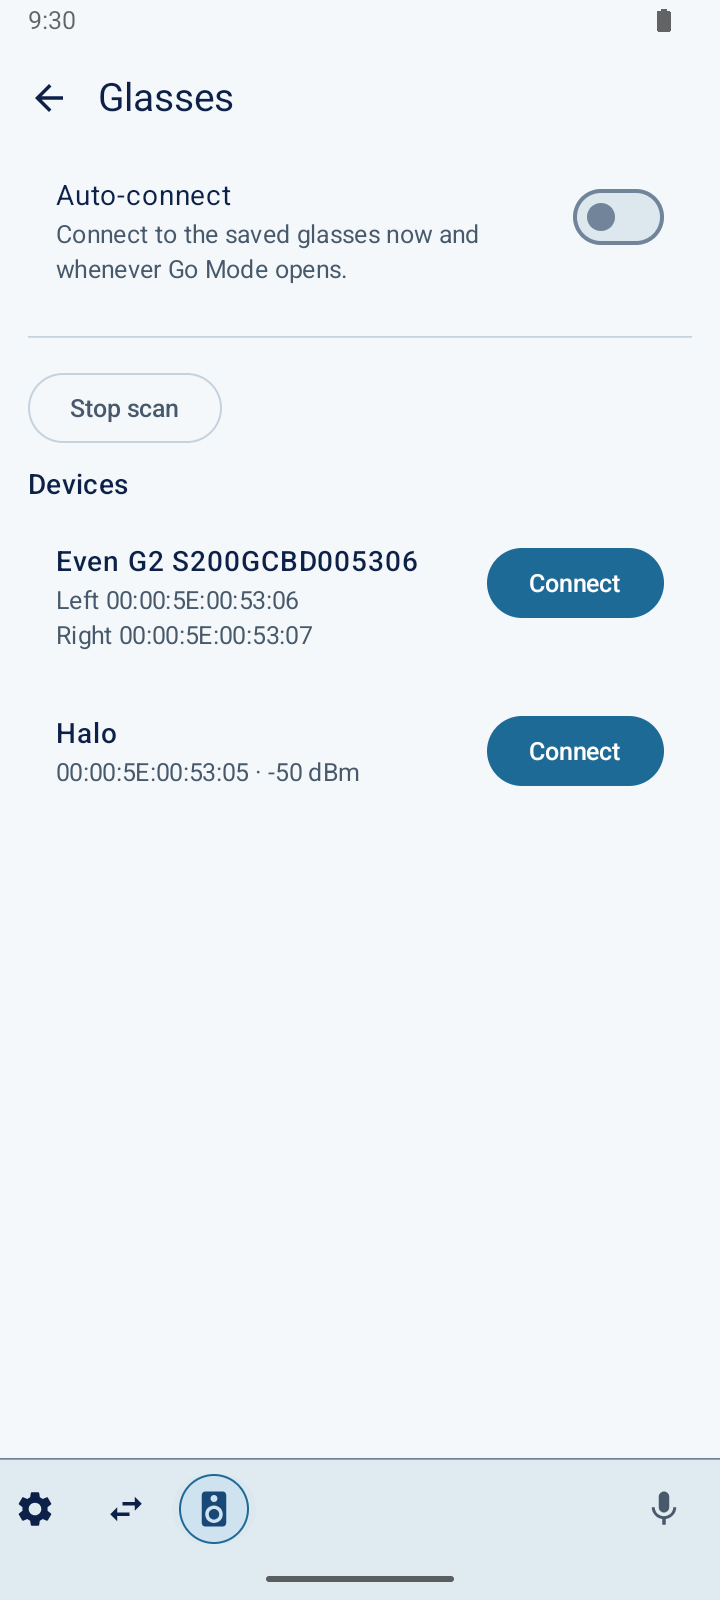 9:30
Glasses
Auto-connect
Connect to the saved glasses now and
whenever Go Mode opens.
Stop scan
Devices
Even G2 S200GCBD005306
Left 00:00:5E:00:53:06
Right 00:00:5E:00:53:07
Connect
Halo
00:00:5E:00:53:05 · -50 dBm
Connect